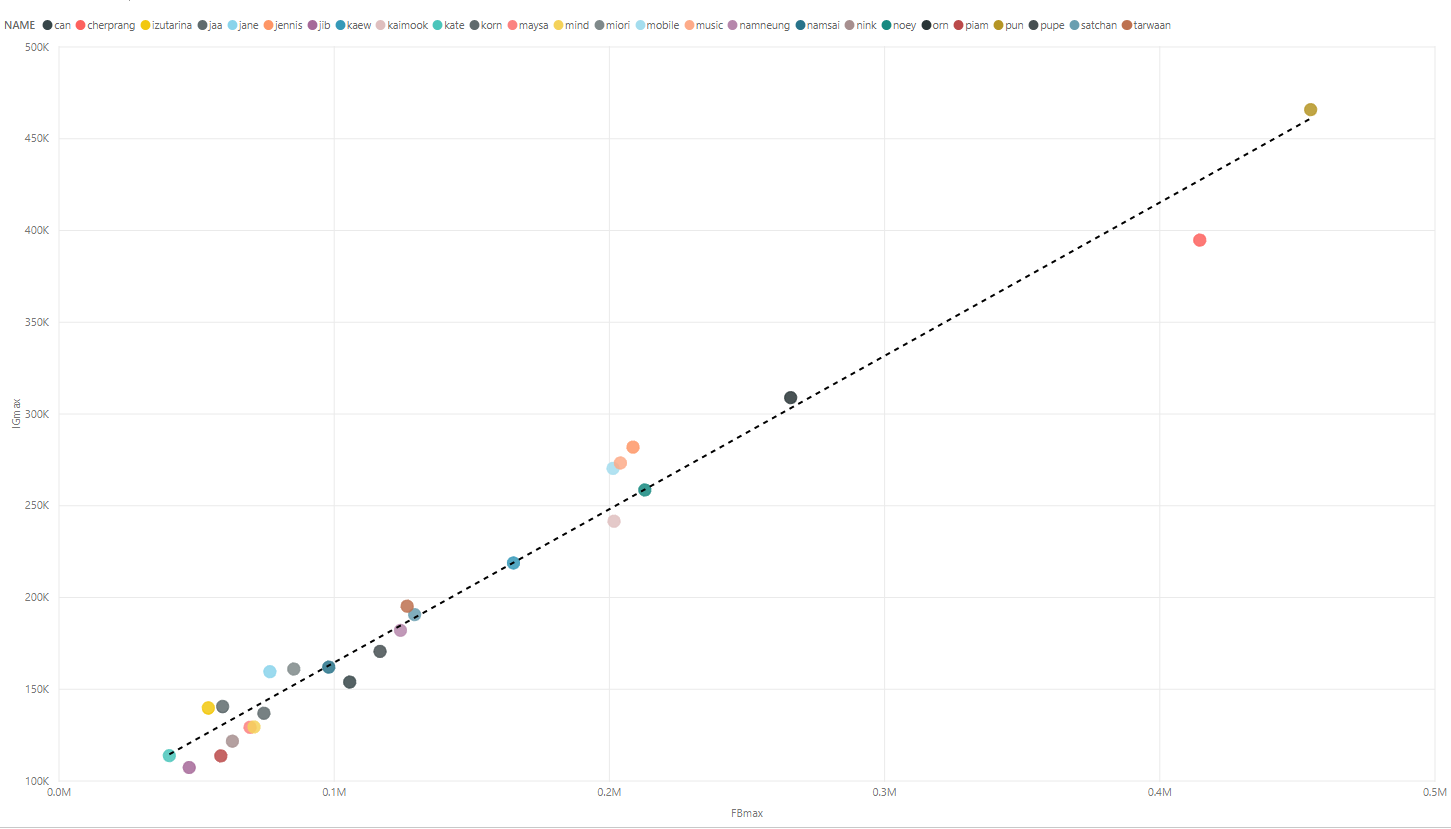 NAME can cherprang izutarina jaa jane jennis jib kaew kaimook kate korn maysa mind miori mobile music namneung namsai nink noey orn piam pun pupe satchan tarwaan
500K
450K
400K
350K
IGmax
300K
250K
200K
150K
100K
0.0M 0.1M 0.2M 0.3M 0.4M 0.5M
FBmax